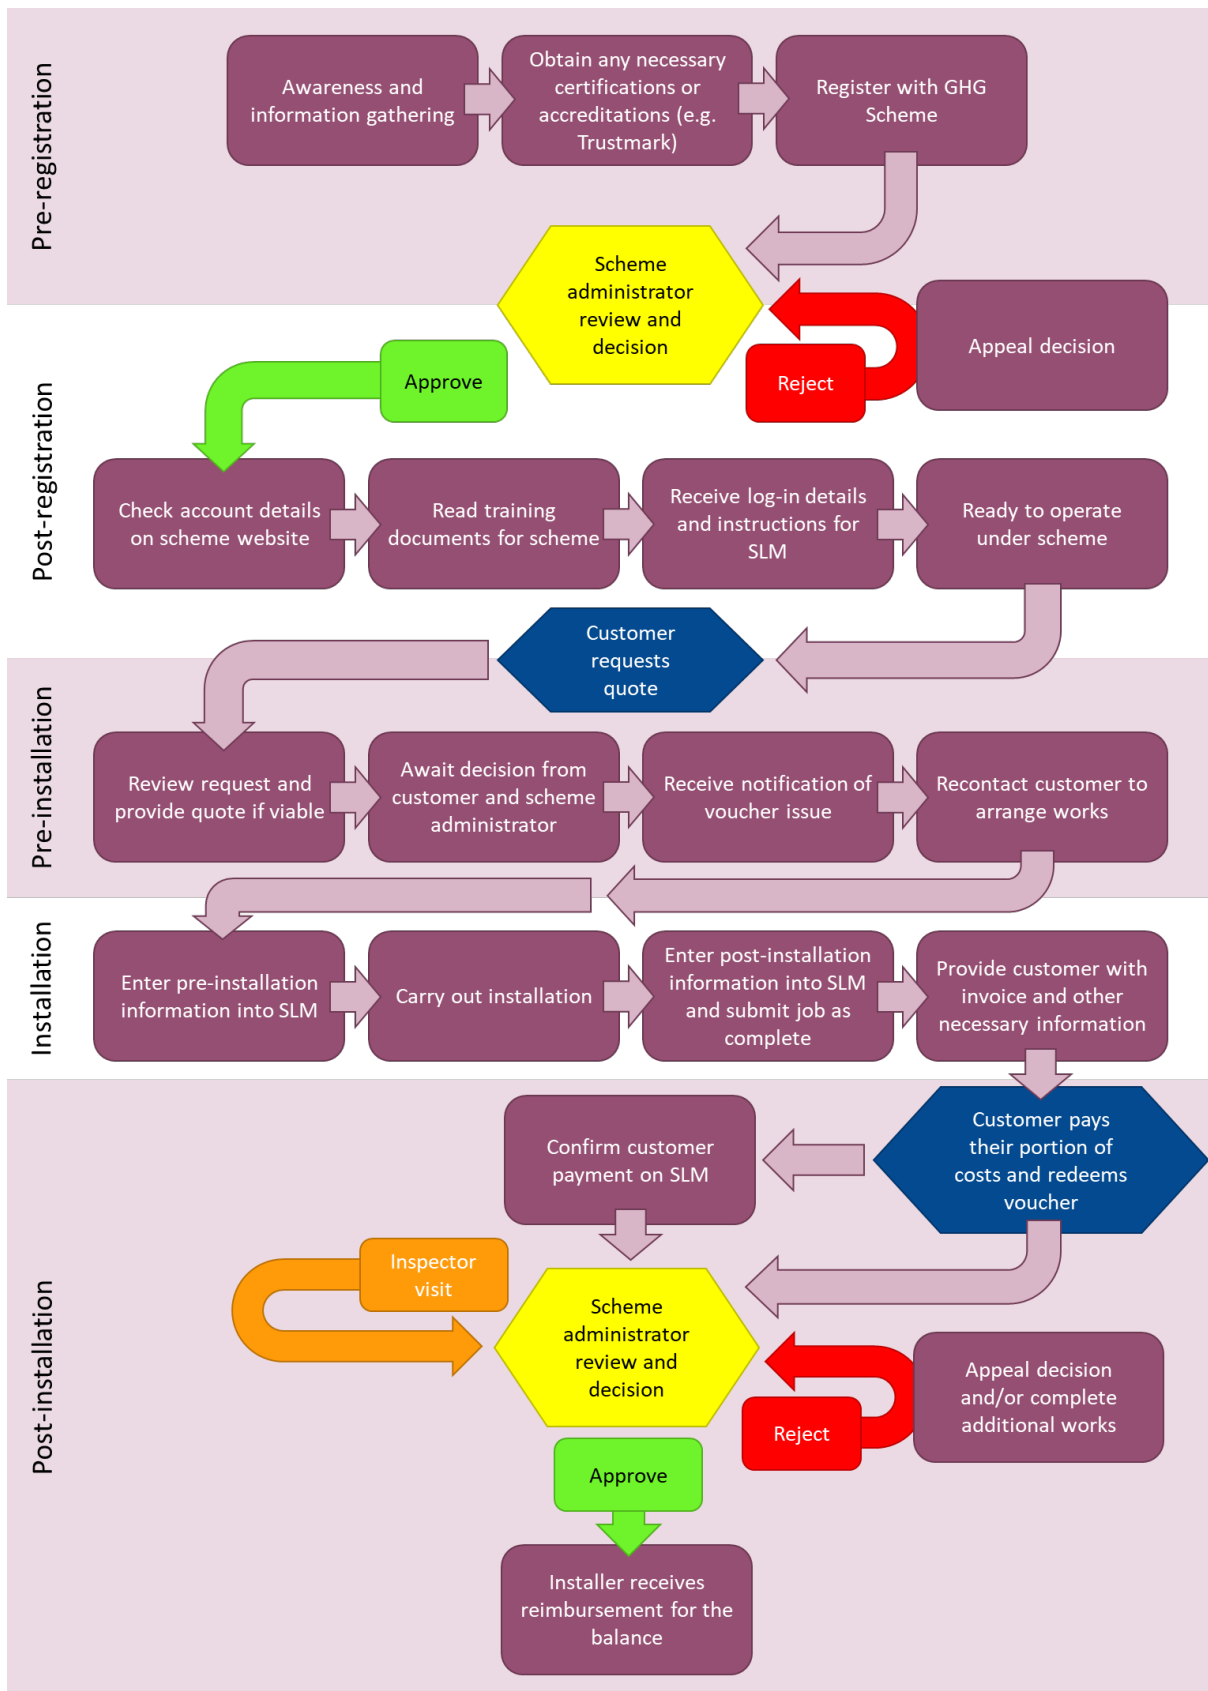 Pre-registration
Awareness and
information gathering
Obtain any necessary
certifications or
accreditations (e.g.
Trustmark)
Register with GHG
Scheme
Scheme
administrator
review and
decision
Appeal decision
Reject
Approve
Post-registration
Check account details
on scheme website
Read training
documents for scheme
Receive log-in details
and instructions for
SLM
Ready to operate
under scheme
Customer
requests
quote
Pre-installation
Review request and
provide quote if viable
Await decision from
customer and scheme
administrator
Receive notification of
voucher issue
Recontact customer to
arrange works
Installation
Enter pre-installation
information into SLM
Carry out installation
Enter post-installation
information into SLM
and submit job as
complete
Provide customer with
invoice and other
necessary information
Post-installation
Customer pays
their portion of
costs and redeems
voucher
Confirm customer
payment on SLM
Inspector
visit
Scheme
administrator
review and
decision
Appeal decision
and/or complete
additional works
Reject
Approve
Installer receives
reimbursement for the
balance